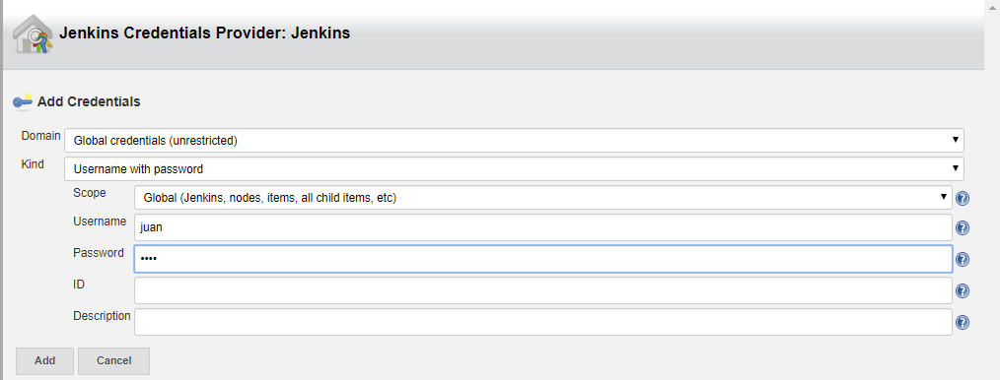 Jenkins Credentials Provider: Jenkins
Add Credentials
Domain Global credentials (unrestricted)
Kind Username with password
Scope Global (Jenkins, nodes, items, all child items, etc)
Username juan
Password ••••
ID
Description
Add Cancel